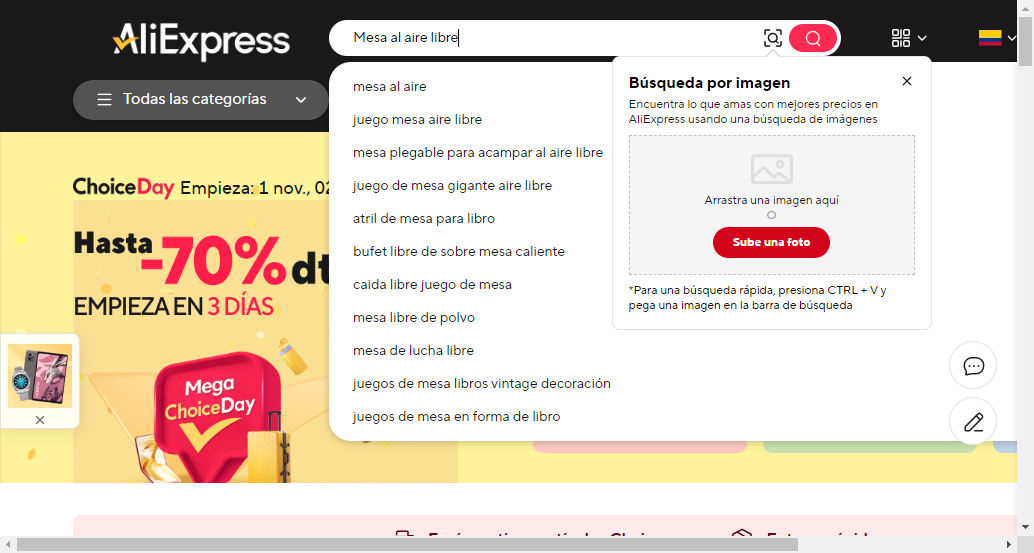 AliExpress
Mesa al aire libre
Todas las categorías
mesa al aire
juego mesa aire libre
mesa plegable para acampar al aire libre
juego de mesa gigante aire libre
atril de mesa para libro
bufet libre de sobre mesa caliente
caida libre juego de mesa
mesa libre de polvo
mesa de lucha libre
juegos de mesa libros vintage decoración
juegos de mesa en forma de libro
Búsqueda por imagen
Encuentra lo que amas con mejores precios en
AliExpress usando una búsqueda de imágenes
Arrastra una imagen aquí
O
Sube una foto
*Para una búsqueda rápida, presiona CTRL + V y
pega una imagen en la barra de búsqueda
ChoiceDay Empieza: 1 nov., 02
Hasta
-70% dt
EMPIEZA EN 3 DÍAS
Mega
ChoiceDay